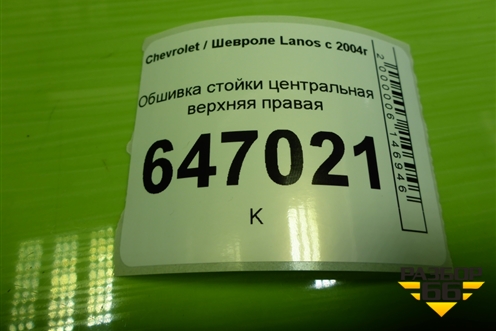 Chevrolet / Шевроле Lanos с 2004г
Обшивка стойки центральная
верхняя правая
647021
К
2000006146946
РАЗБОР
66